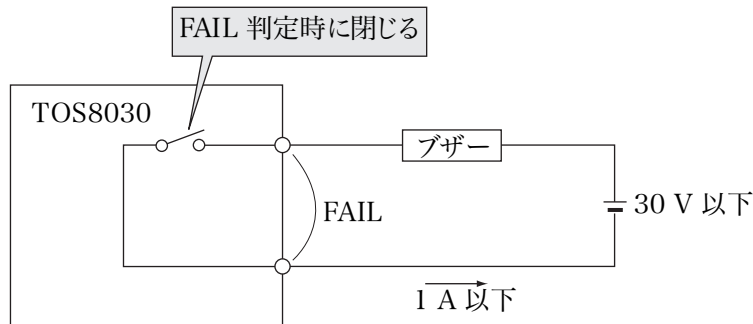 FAIL 判定時に閉じる
TOS8030
ブザー
FAIL
30 V 以下
1 A 以下